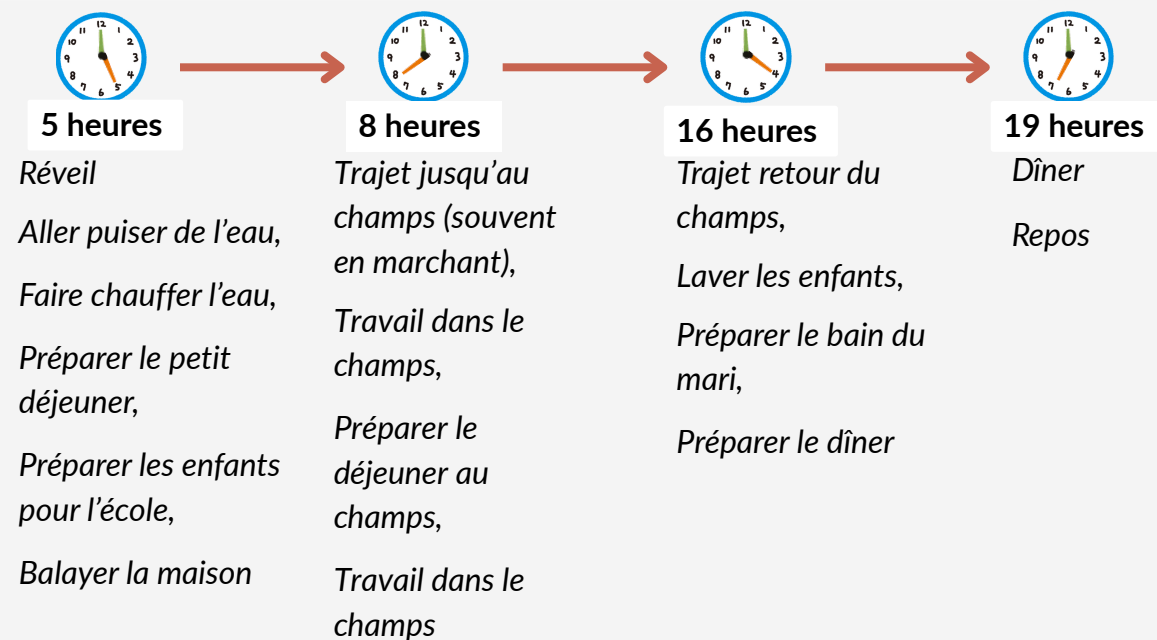 5 heures
Réveil
Aller puiser de l'eau,
Faire chauffer l'eau,
Préparer le petit
déjeuner,
Préparer les enfants
pour l'école,
Balayer la maison
8 heures
Trajet jusqu'au
champs (souvent
en marchant),
Travail dans le
champs,
Préparer le
déjeuner au
champs,
Travail dans le
champs
16 heures
Trajet retour du
champs,
Laver les enfants,
Préparer le bain du
mari,
Préparer le dîner
19 heures
Dîner
Repos